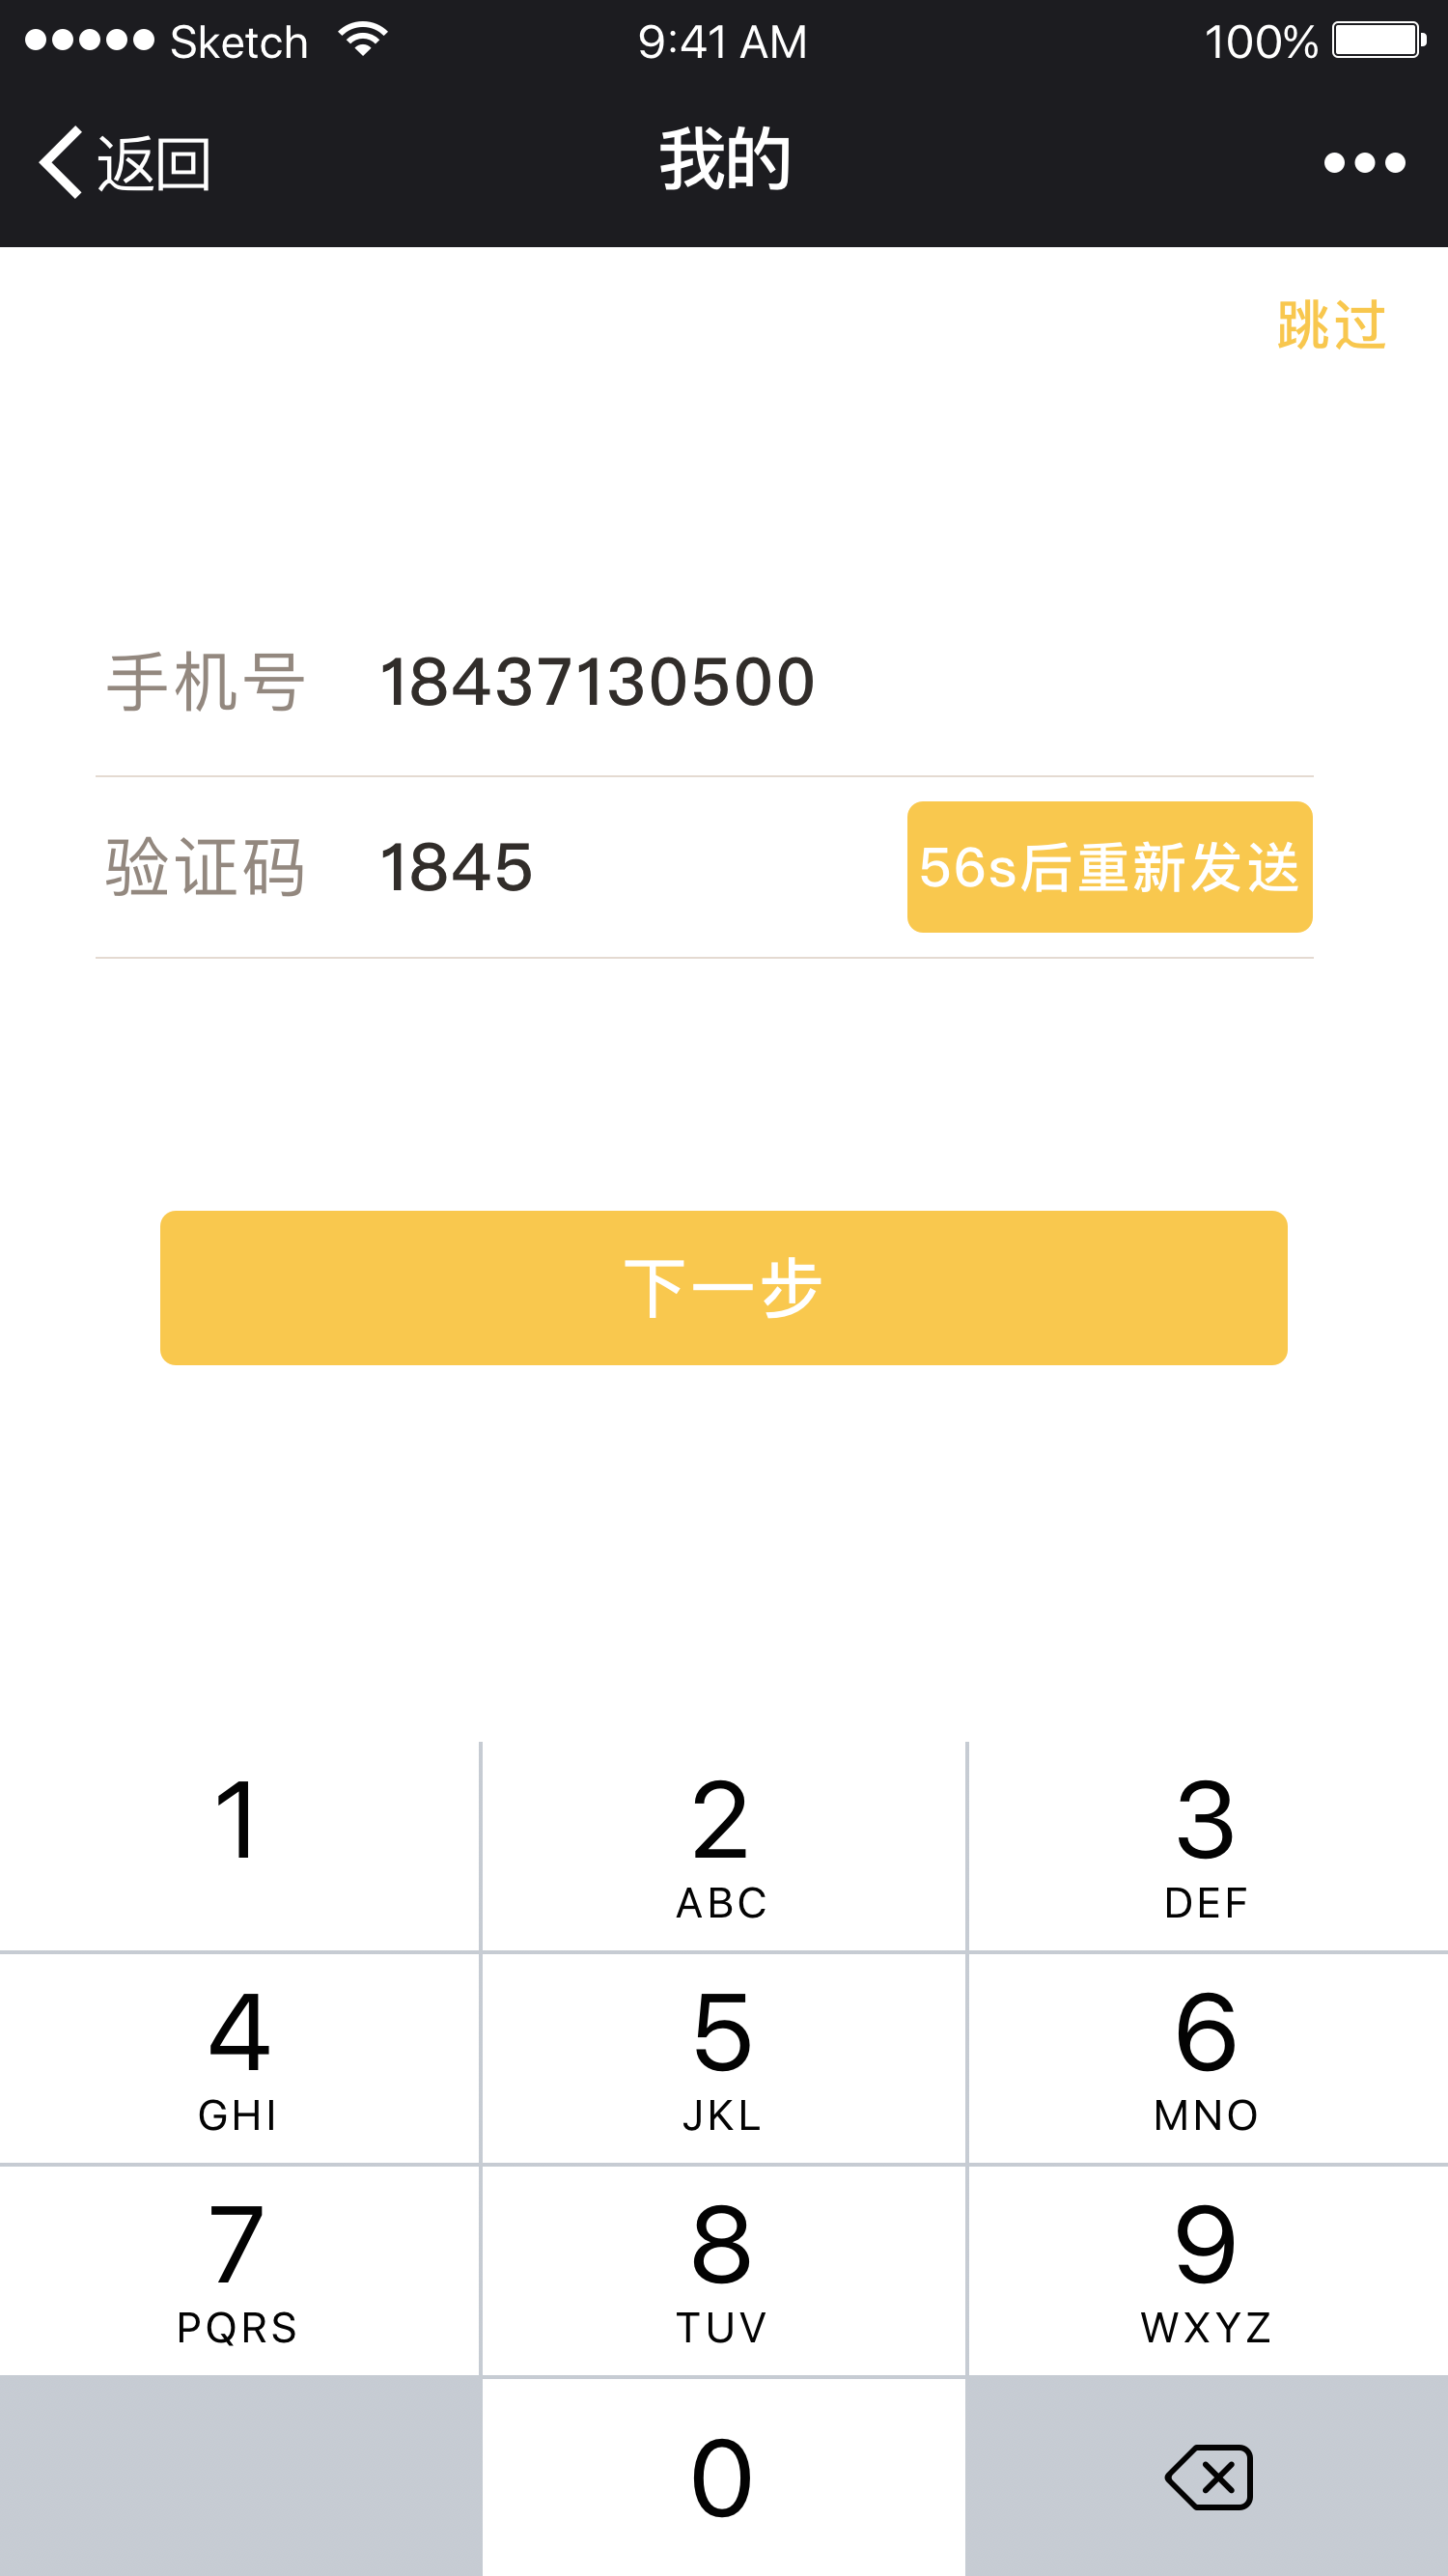 Sketch 9:41 AM 100%
返回 我的
跳过
手机号 18437130500
验证码 1845 56s后重新发送
下一步
1 2 3
ABC DEF
4 5 6
GHI JKL MNO
7 8 9
PQRS TUV WXYZ
0